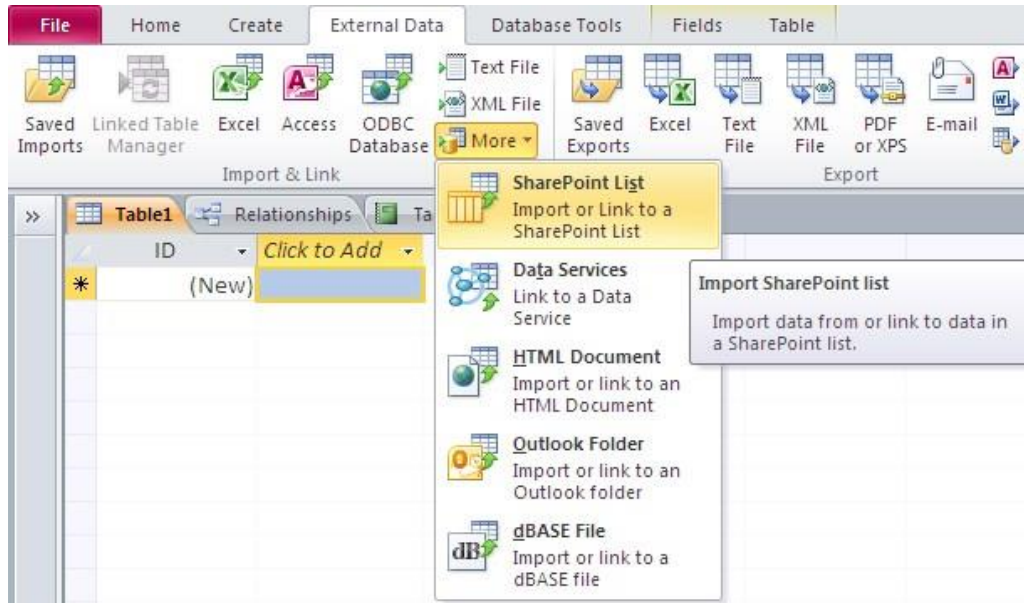 File Home Create External Data Database Tools Fields Table
Saved Imports
Linked Table Manager
Excel
Access
ODBC Database
Text File
XML File
More
Import & Link
Saved Exports
Excel
Text File
XML File
PDF or XPS
E-mail
Export
Table1 Relationships Ta
ID Click to Add
(New)
SharePoint List
Import or Link to a
SharePoint List
Data Services
Link to a Data
Service
HTML Document
Import or link to an
HTML Document
Outlook Folder
Import or link to an
Outlook folder
dBASE File
Import or link to a
dBASE file
Import SharePoint list
Import data from or link to data in
a SharePoint list.